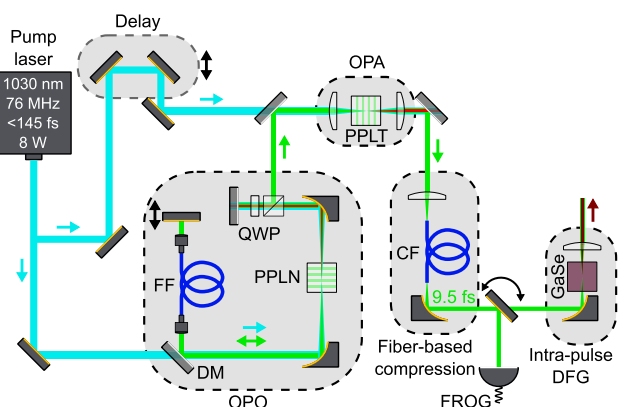 Delay
Pump
laser
1030 nm
76 MHz
<145 fs
8 W
OPA
PPLT
QWP
FF
PPLN
DM
OPO
CF
9.5 fs
Fiber-based
compression
FROG
GaSe
Intra-pulse
DFG